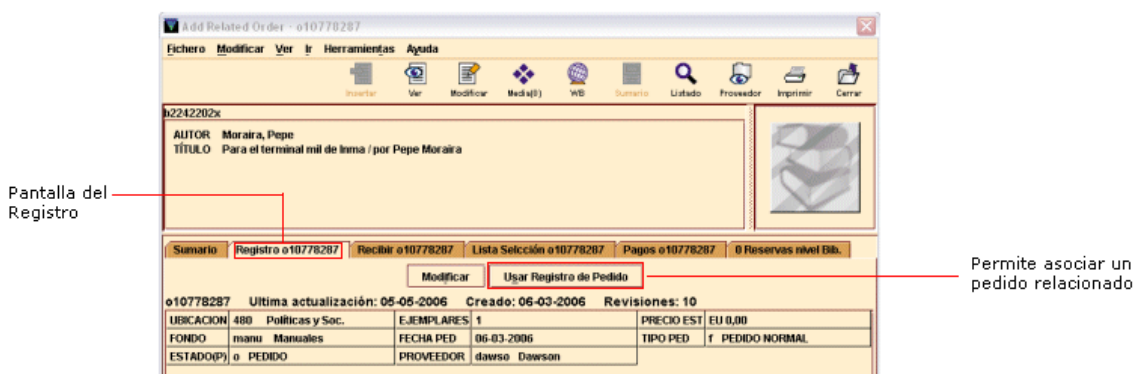 Add Related Order - o10778287
Fichero Modificar Ver Ir Herramientas Ayuda
Insertar Ver Modificar Media(0) WB Sumario Listado Proveedor Imprimir Cerrar
b2242202x
AUTOR Moraira, Pepe
TÍTULO Para el terminal mil de Inma / por Pepe Moraira
Pantalla del
Registro
Sumario Registro o10778287 Recibir o10778287 Lista Selcción o10778287 Pagos o10778287 0 Reservas nivel Bib.
Modificar Usar Registro de Pedido
Permite asociar un
pedido relacionado
o10778287 Ultima actualización: 05-05-2006 Creado: 06-03-2006 Revisiones: 10
UBICACION 480 Políticas y Soc. EJEMPLARES 1 PRECIO EST EU 0,00
FONDO manu Manuales FECHA PED 06-03-2006 TIPO PED f PEDIDO NORMAL
ESTADO(P) o PEDIDO PROVEEDOR dawso Dawson